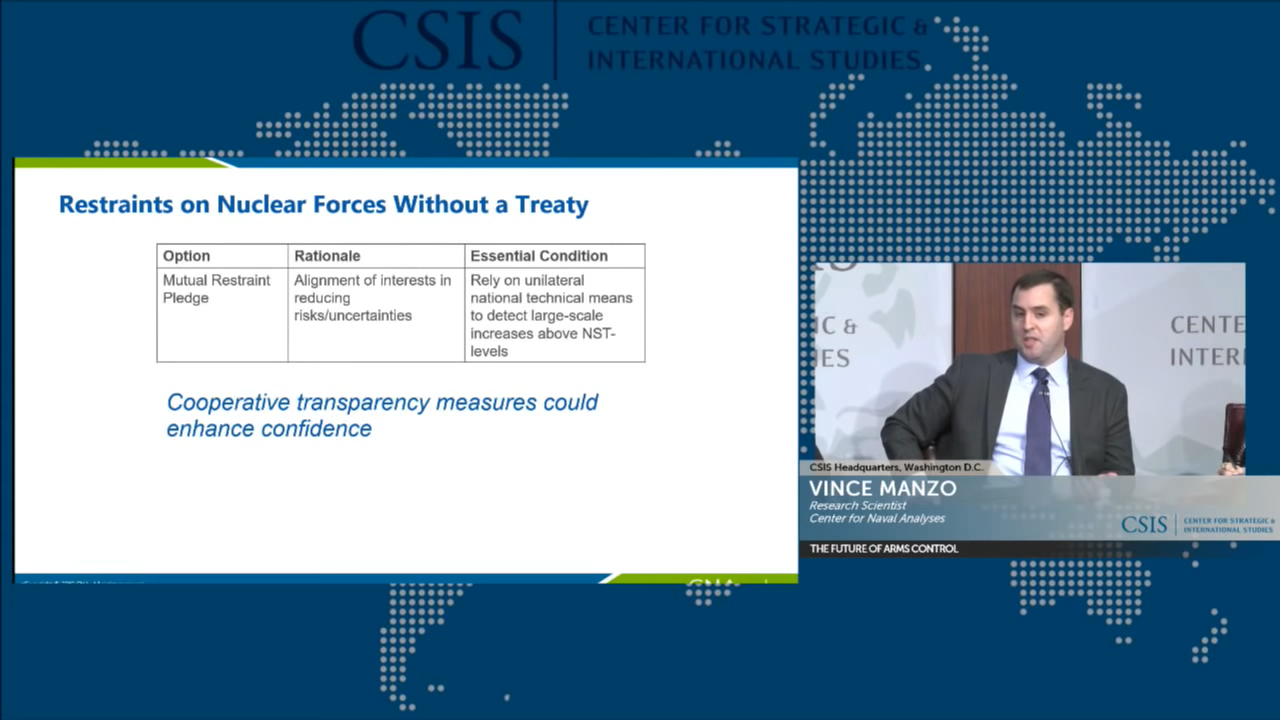 CSIS
CENTER FOR STRATEGIC &
INTERNATIONAL STUDIES
Restraints on Nuclear Forces Without a Treaty
Option
Rationale
Essential Condition
Mutual Restraint
Pledge
Alignment of interests in
reducing
risks/uncertainties
Rely on unilateral
national technical means
to detect large-scale
increases above NST-
levels
Cooperative transparency measures could
enhance confidence
IC &
IES
CENTE
INTER
CSIS Headquarters, Washington D.C.
VINCE MANZO
Research Scientist
Center for Naval Analyses
CSIS
CENTER FOR STRATEGIC &
INTERNATIONAL STUDIES
THE FUTURE OF ARMS CONTROL